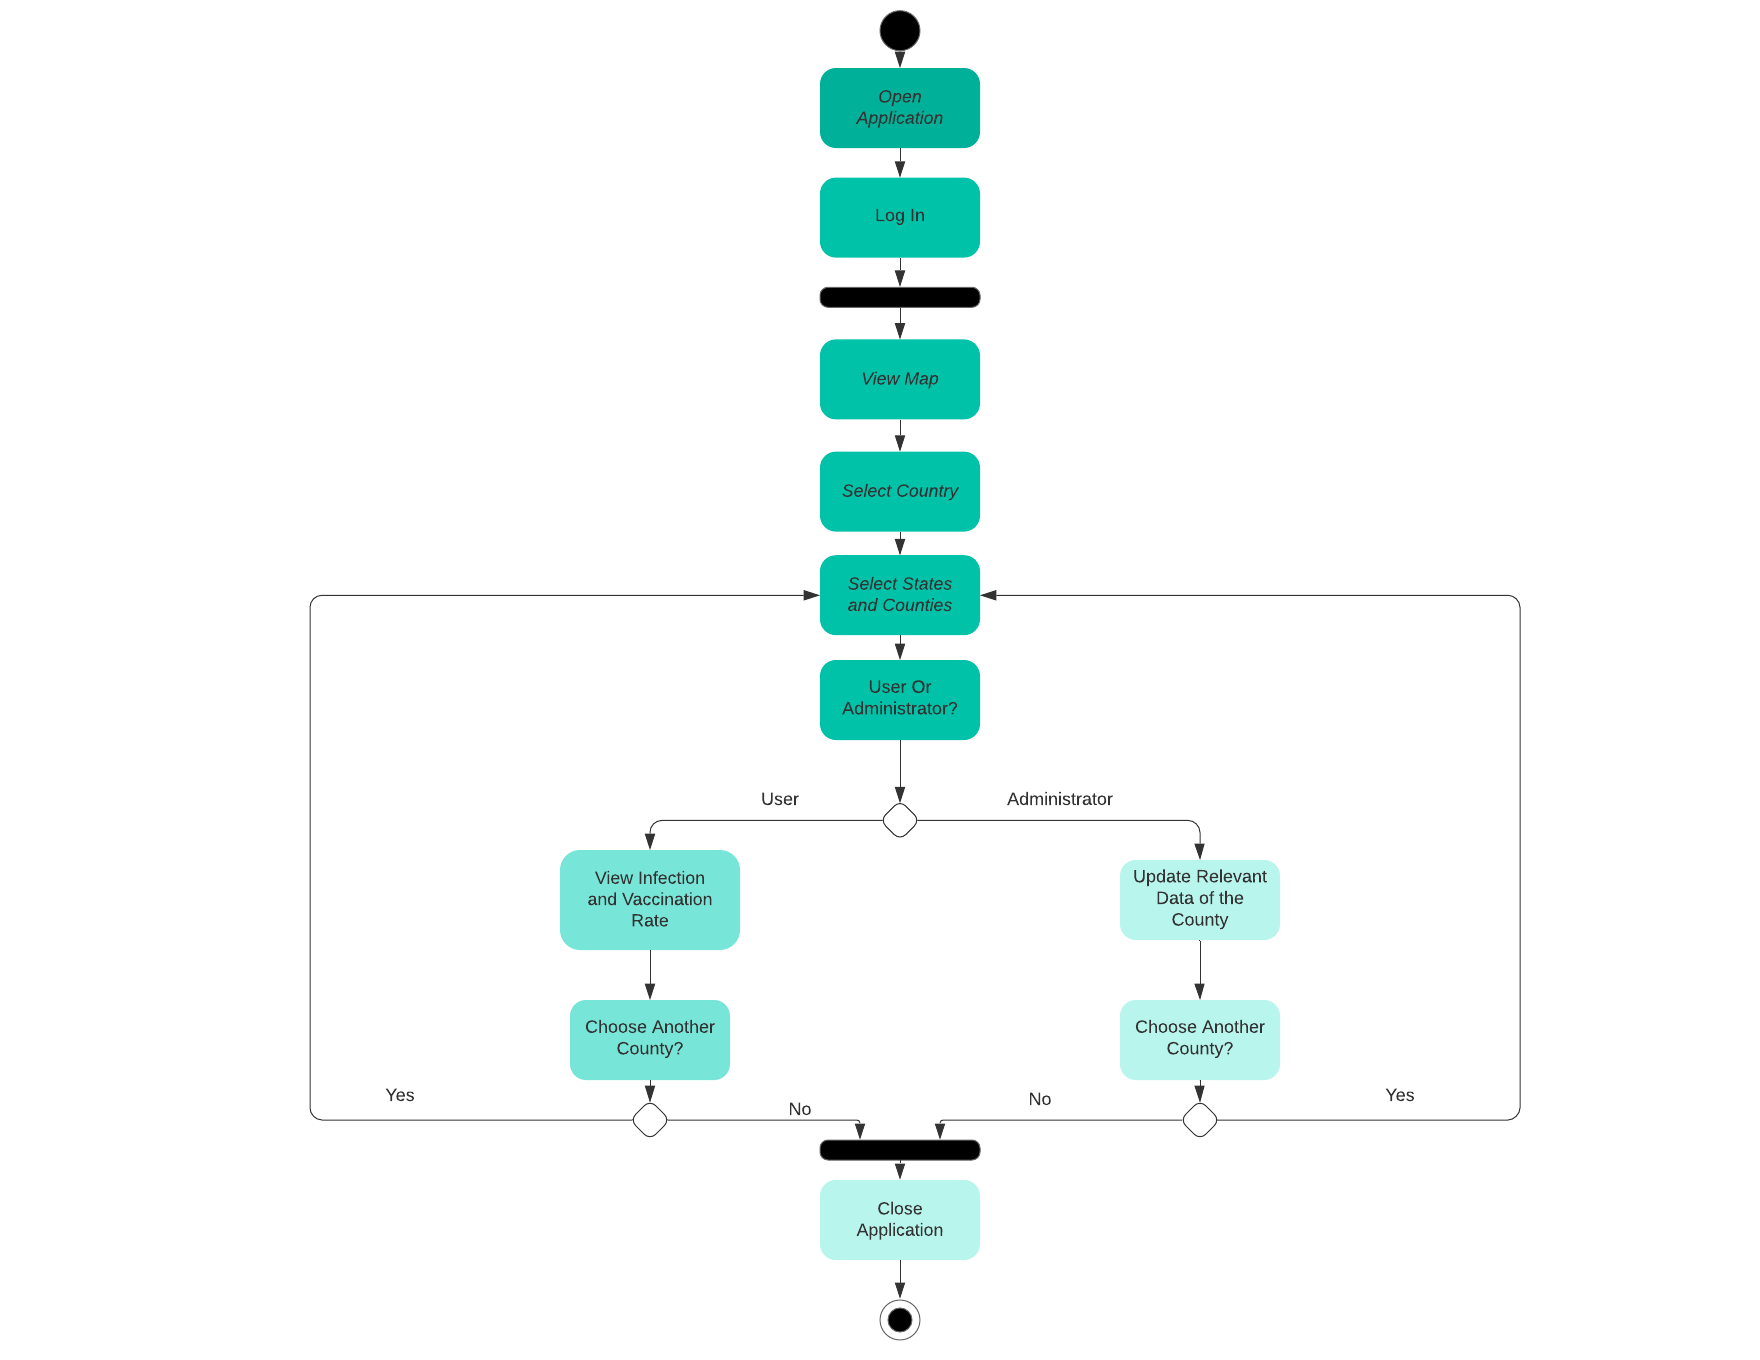 Open
Application
Log In
View Map
Select Country
Select States
and Counties
User Or
Administrator?
User
Administrator
View Infection
and Vaccination
Rate
Update Relevant
Data of the
County
Choose Another
County?
Choose Another
County?
Yes
No
No
Yes
Close
Application